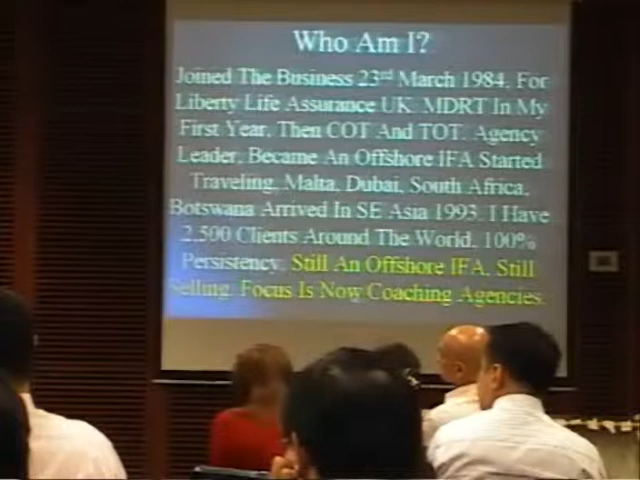 Who Am I?
Joined The Business 23rd March 1984. For
Liberty Life Assurance UK. MDRT In My
First Year, Then COT And TOT. Agency
Leader. Became An Offshore IFA Started
Traveling. Malta, Dubai, South Africa,
Botswana Arrived In SE Asia 1993. I Have
2,500 Clients Around The World. 100%
Persistency. Still An Offshore IFA. Still
Selling. Focus Is Now Coaching Agencies.